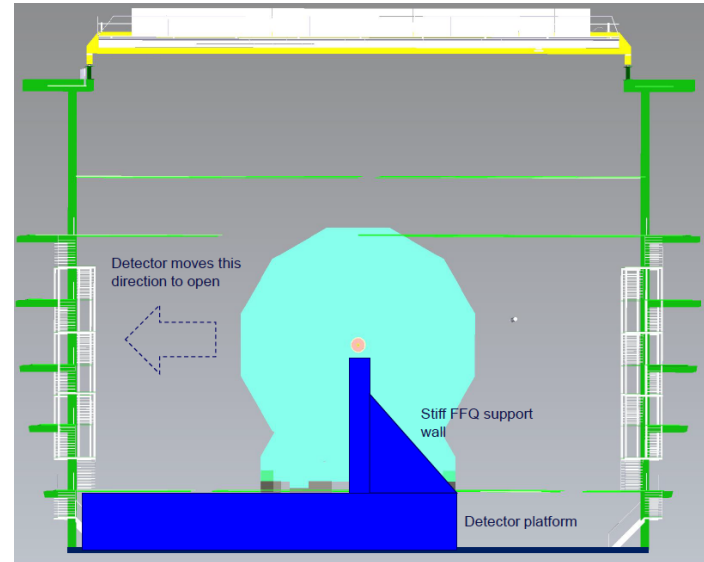 Detector moves this
direction to open
Stiff FFQ support
wall
Detector platform